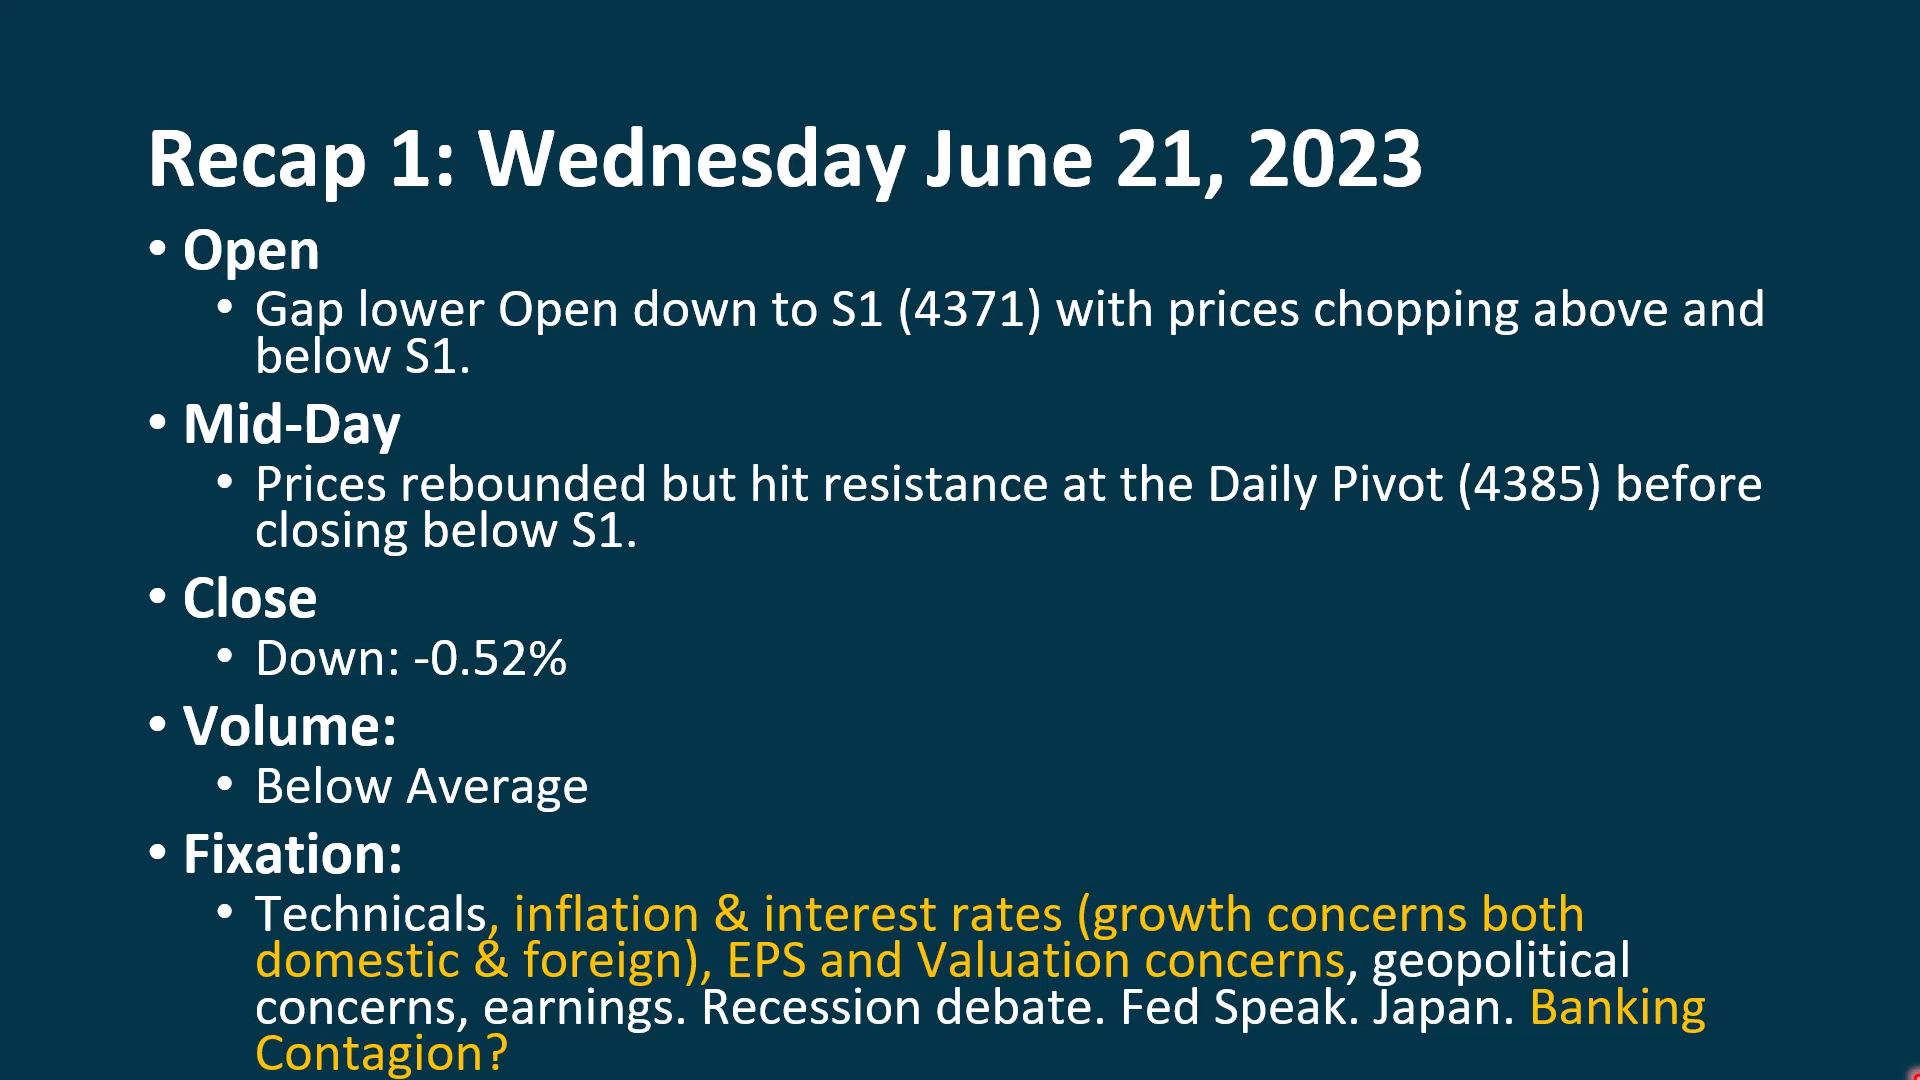 Recap 1: Wednesday June 21, 2023
• Open
• Gap lower Open down to S1 (4371) with prices chopping above and
below S1.
• Mid-Day
• Prices rebounded but hit resistance at the Daily Pivot (4385) before
closing below S1.
• Close
• Down: -0.52%
• Volume:
• Below Average
• Fixation:
• Technicals, inflation & interest rates (growth concerns both
domestic & foreign), EPS and Valuation concerns, geopolitical
concerns, earnings. Recession debate. Fed Speak. Japan. Banking
Contagion?